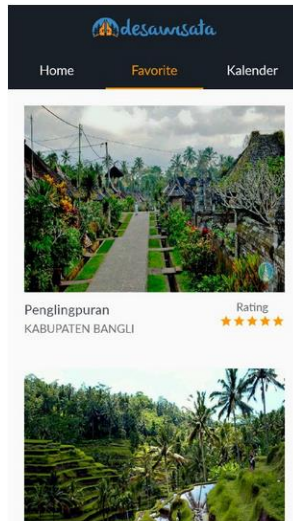 desawisata
Home Favorite Kalender
Penglingpuran Rating
KABUPATEN BANGLI